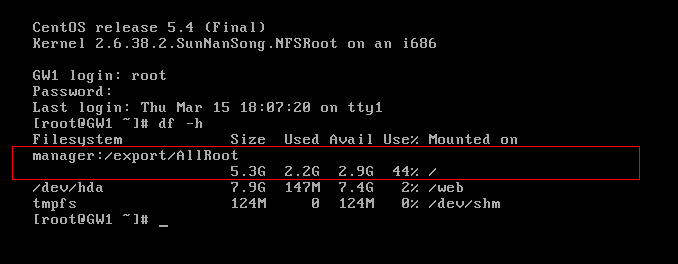 CentOS release 5.4 (Final)
Kernel 2.6.38.2.SunNanSong.NFSRoot on an i686
GW1 login: root
Password:
Last login: Thu Mar 15 18:07:20 on tty1
[root@GW1 ~]# df -h
Filesystem            Size  Used Avail Use% Mounted on
manager:/export/AllRoot
                      5.3G  2.2G  2.9G  44% /
/dev/hda              7.9G  147M  7.4G   2% /web
tmpfs                 124M     0  124M   0% /dev/shm
[root@GW1 ~]# _